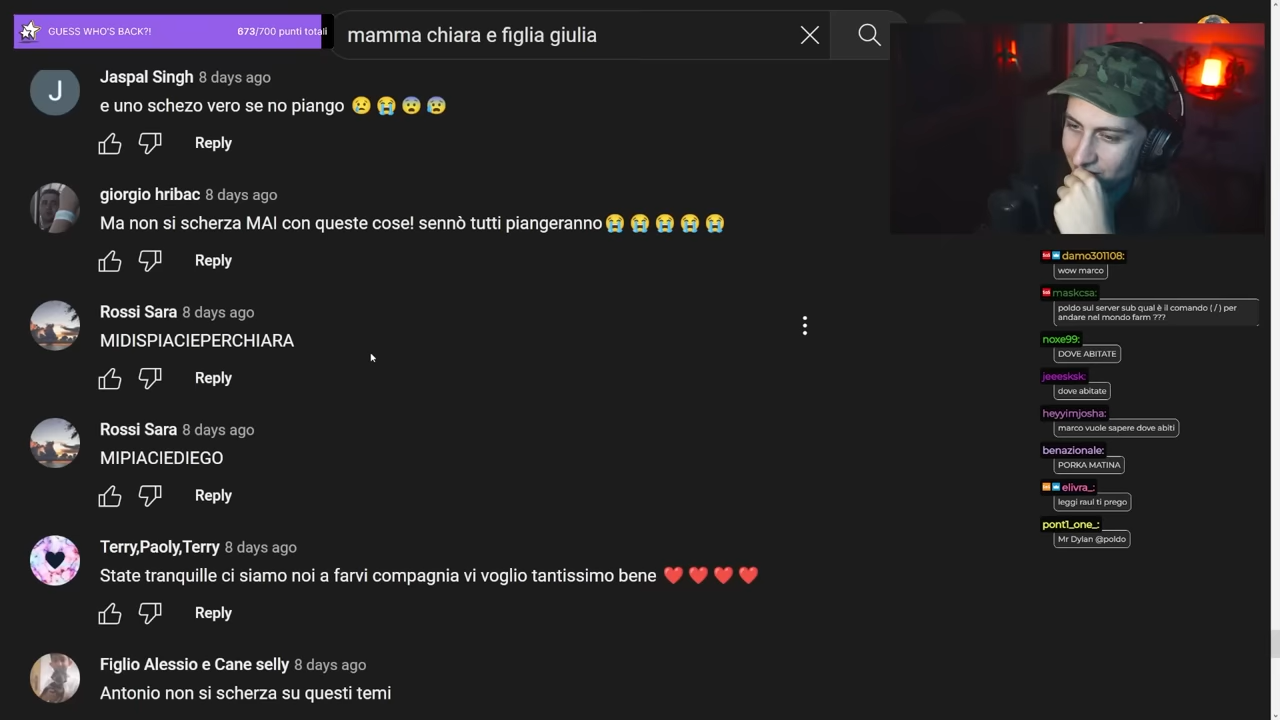 GUESS WHO'S BACK?!
673/700 punti totali
mamma chiara e figlia giulia
J
Jaspal Singh 8 days ago
e uno schezo vero se no piango 😢😭😨😰
Reply
giorgio hribac 8 days ago
Ma non si scherza MAI con queste cose! sennò tutti piangeranno😭😭😭😭😭
Reply
Rossi Sara 8 days ago
MIDISPIACIEPERCHIARA
Reply
Rossi Sara 8 days ago
MIPIACIEDIEGO
Reply
Terry,Paoly,Terry 8 days ago
State tranquille ci siamo noi a farvi compagnia vi voglio tantissimo bene ❤️❤️❤️❤️
Reply
Figlio Alessio e Cane selly 8 days ago
Antonio non si scherza su questi temi
damo301108:
wow marco
maskcsa:
poldo sul server sub qual è il comando ( / ) per
andare nel mondo farm ???
noxe99:
DOVE ABITATE
jeeesksk:
dove abitate
heyyimjosha:
marco vuole sapere dove abiti
benazionale:
PORKA MATINA
elivra_:
leggi raul ti prego
pont1_one_:
Mr Dylan @poldo